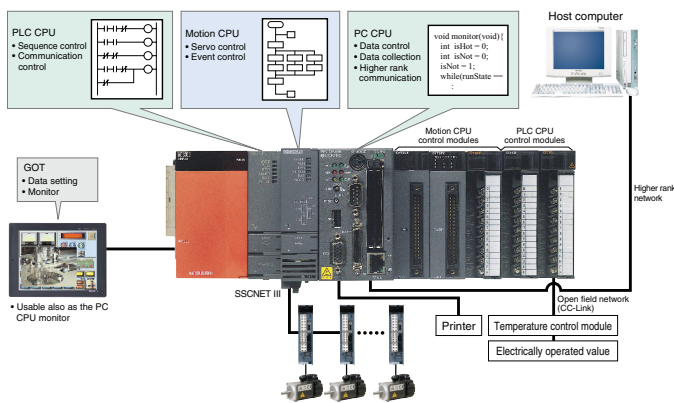 PLC CPU
• Sequence control
• Communication
control
Motion CPU
• Servo control
• Event control
PC CPU
• Data control
• Data collection
• Higher rank
communication
void monitor(void){
int isHot = 0;
int isNot = 0;
isNot = 1;
while(runState —
:
Host computer
Motion CPU
control modules
PLC CPU
control modules
GOT
• Data setting
• Monitor
Higher rank
network
• Usable also as the PC
CPU monitor
MITSUBISHI
SSCNET III
Open field network
(CC-Link)
Printer
Temperature control module
Electrically operated value